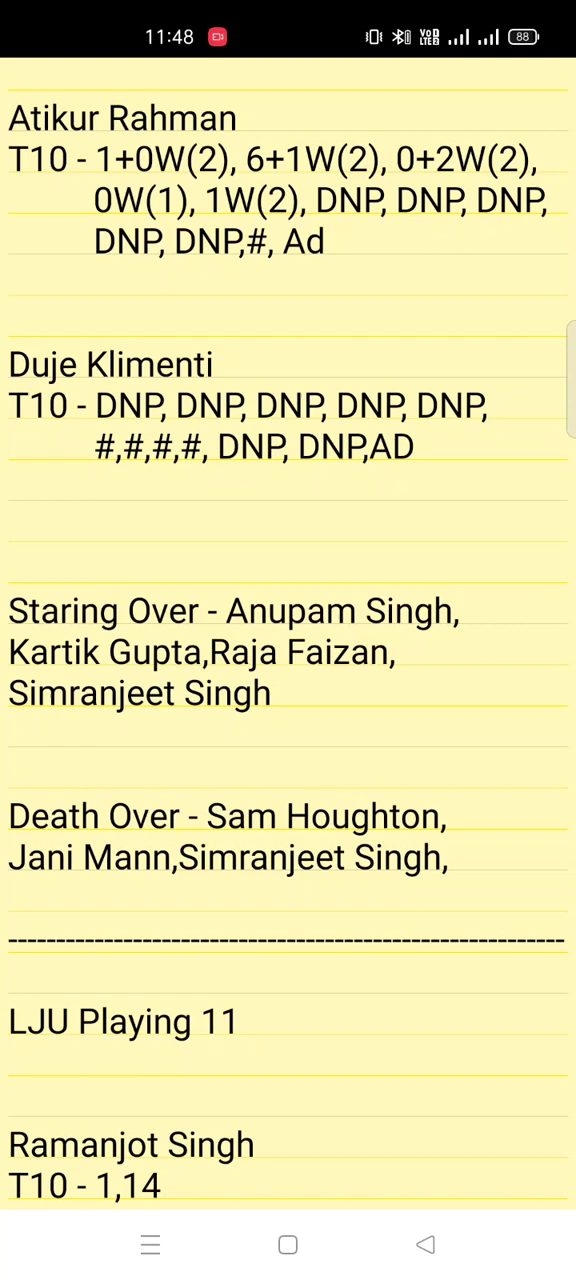 11:48 VoD LTE2 88
Atikur Rahman
T10 - 1+0W(2), 6+1W(2), 0+2W(2),
0W(1), 1W(2), DNP, DNP, DNP,
DNP, DNP,#, Ad
Duje Klimenti
T10 - DNP, DNP, DNP, DNP, DNP,
#,#,#,#, DNP, DNP,AD
Staring Over - Anupam Singh,
Kartik Gupta,Raja Faizan,
Simranjeet Singh
Death Over - Sam Houghton,
Jani Mann,Simranjeet Singh,
----------------------------------------------------------
LJU Playing 11
Ramanjot Singh
T10 - 1,14